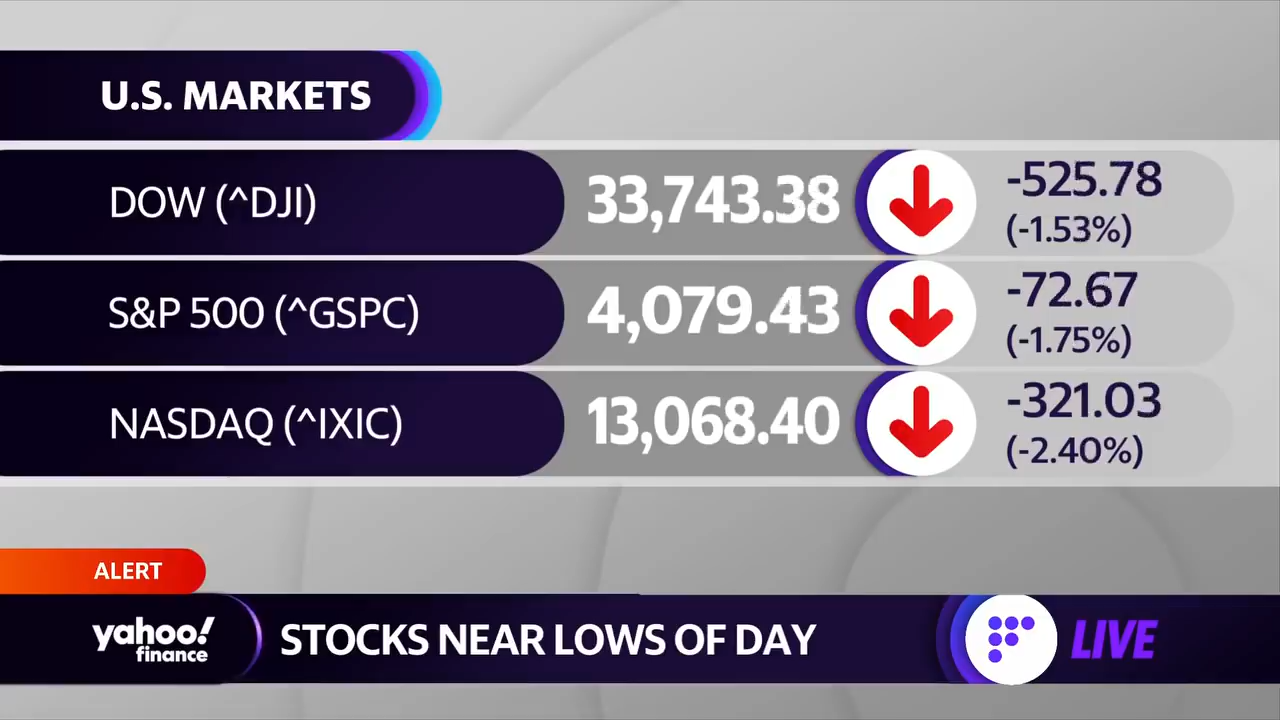 U.S. MARKETS
DOW (^DJI) 33,743.38 -525.78
(-1.53%)
S&P 500 (^GSPC) 4,079.43 -72.67
(-1.75%)
NASDAQ (^IXIC) 13,068.40 -321.03
(-2.40%)
ALERT
yahoo!
finance
STOCKS NEAR LOWS OF DAY
LIVE